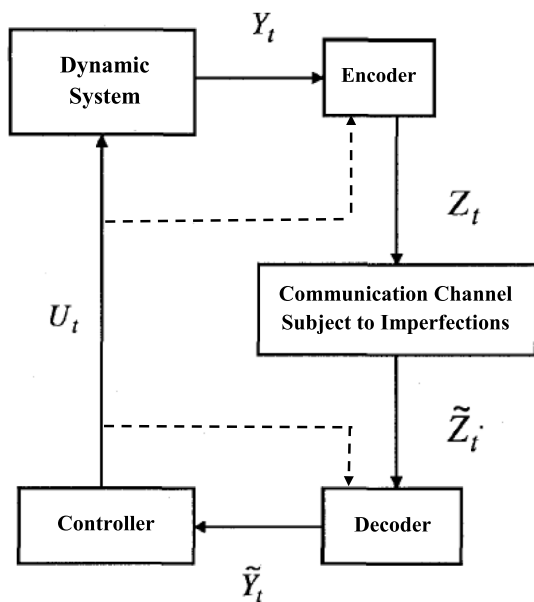 Y_t
Dynamic
System
Encoder
Z_t
Communication Channel
Subject to Imperfections
U_t
Z̃_t
Controller
Decoder
Ỹ_t